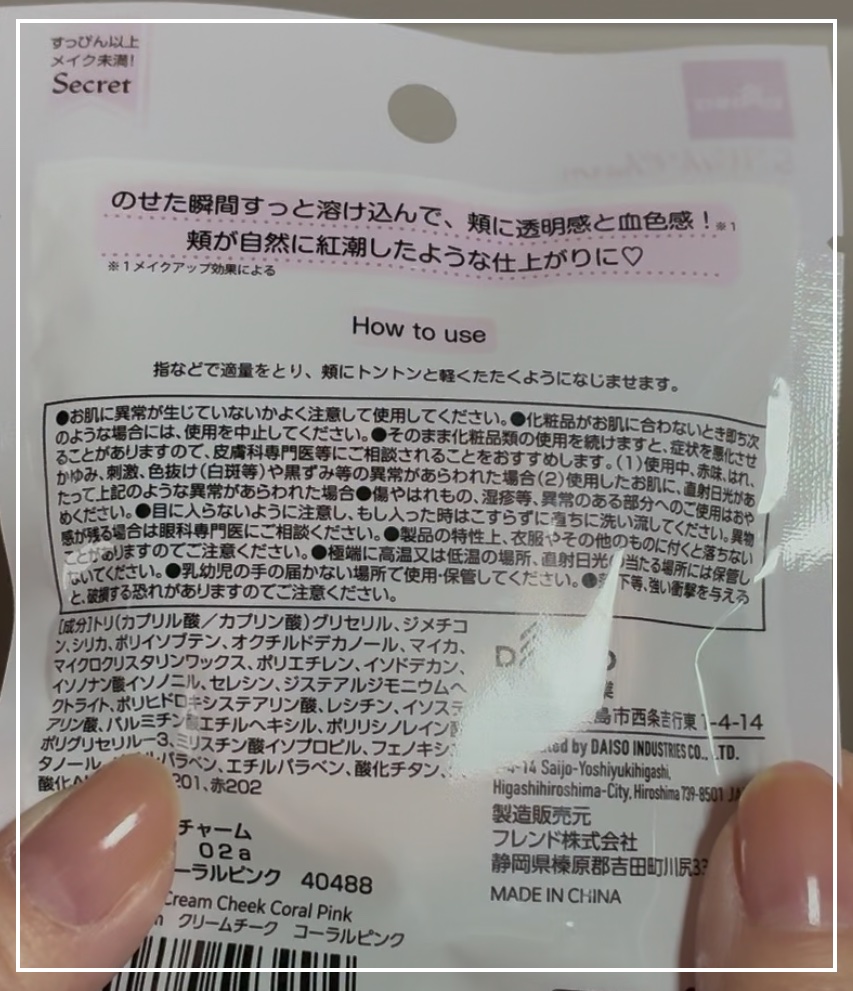 すっぴん以上
メイク未満!
Secret
のせた瞬間すっと溶け込んで、頬に透明感と血色感！※1
頬が自然に紅潮したような仕上がりに♡
※1メイクアップ効果による
How to use
指などで適量をとり、頬にトントンと軽くたたくようになじませます。
●お肌に異常が生じていないかよく注意して使用してください。●化粧品がお肌に合わないとき即ち次
のような場合には、使用を中止してください。●そのまま化粧品類の使用を続けますと、症状を悪化させ
ることがありますので、皮膚科専門医等にご相談されることをおすすめします。(1)使用中、赤味、はれ、
かゆみ、刺激、色抜け(白斑等)や黒ずみ等の異常があらわれた場合(2)使用したお肌に、直射日光があ
たって上記のような異常があらわれた場合●傷やはれもの、湿疹等、異常のある部分へのご使用はおや
めください。●目に入らないように注意し、もし入った時はこすらずに直ちに洗い流してください。異物
感が残る場合は眼科専門医にご相談ください。●製品の特性上、衣服やその他のものに付くと落ちない
ことがありますのでご注意ください。●極端に高温又は低温の場所、直射日光の当たる場所には保管し
ないでください。●乳幼児の手の届かない場所で使用・保管してください。●下等、強い衝撃を与える
と、破損する恐れがありますのでご注意ください。
[成分]トリ(カプリル酸／カプリン酸)グリセリル、ジメチコ
ン、シリカ、ポリイソブテン、オクチルドデカノール、マイカ、
マイクロクリスタリンワックス、ポリエチレン、イソドデカン、
イソノナン酸イソノニル、セレシン、ジステアルジモニウムヘ
クトライト、ポリヒドロキシステアリン酸、レシチン、イソステ
アリン酸、パルミチン酸エチルヘキシル、ポリリシノレイン酸
ポリグリセリル-3、ミリスチン酸イソプロピル、フェノキシエ
タノール、パラベン、エチルパラベン、酸化チタン、
酸化 201、赤202
チャーム
02a
ーラルピンク 40488
Cream Cheek Coral Pink
クリームチーク コーラルピンク
島市西条吉行東1-4-14
by DAISO INDUSTRIES CO., LTD.
-14 Saijo-Yoshiyukihigashi,
Higashihiroshima-City, Hiroshima 739-8501
製造販売元
フレンド株式会社
静岡県榛原郡吉田町川尻33
MADE IN CHINA